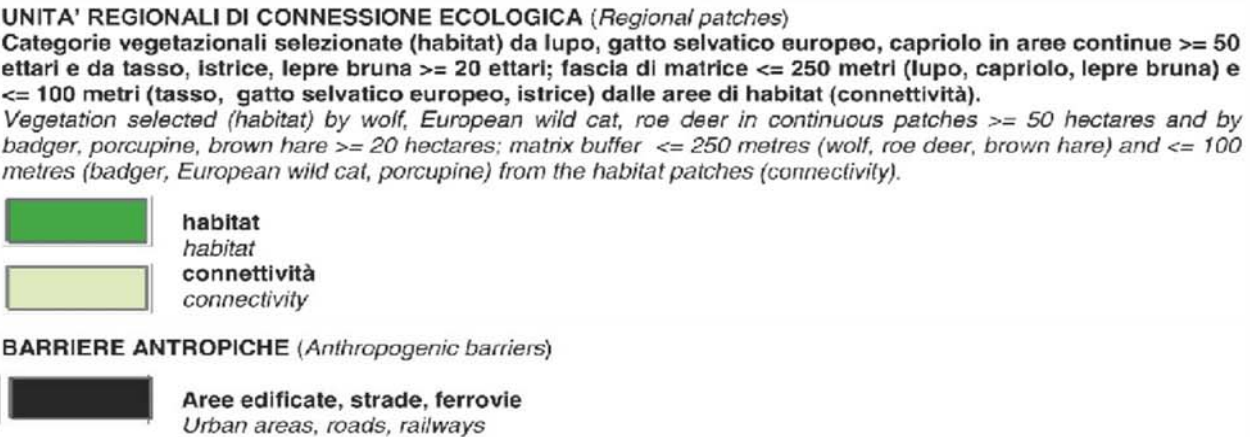 UNITA' REGIONALI DI CONNESSIONE ECOLOGICA (Regional patches)
Categorie vegetazionali selezionate (habitat) da lupo, gatto selvatico europeo, capriolo in aree continue >= 50
ettari e da tasso, istrice, lepre bruna >= 20 ettari; fascia di matrice <= 250 metri (lupo, capriolo, lepre bruna) e
<= 100 metri (tasso, gatto selvatico europeo, istrice) dalle aree di habitat (connettività).
Vegetation selected (habitat) by wolf, European wild cat, roe deer in continuous patches >= 50 hectares and by
badger, porcupine, brown hare >= 20 hectares; matrix buffer <= 250 metres (wolf, roe deer, brown hare) and <= 100
metres (badger, European wild cat, porcupine) from the habitat patches (connectivity).
habitat
habitat
connettività
connectivity
BARRIERE ANTROPICHE (Anthropogenic barriers)
Aree edificate, strade, ferrovie
Urban areas, roads, railways